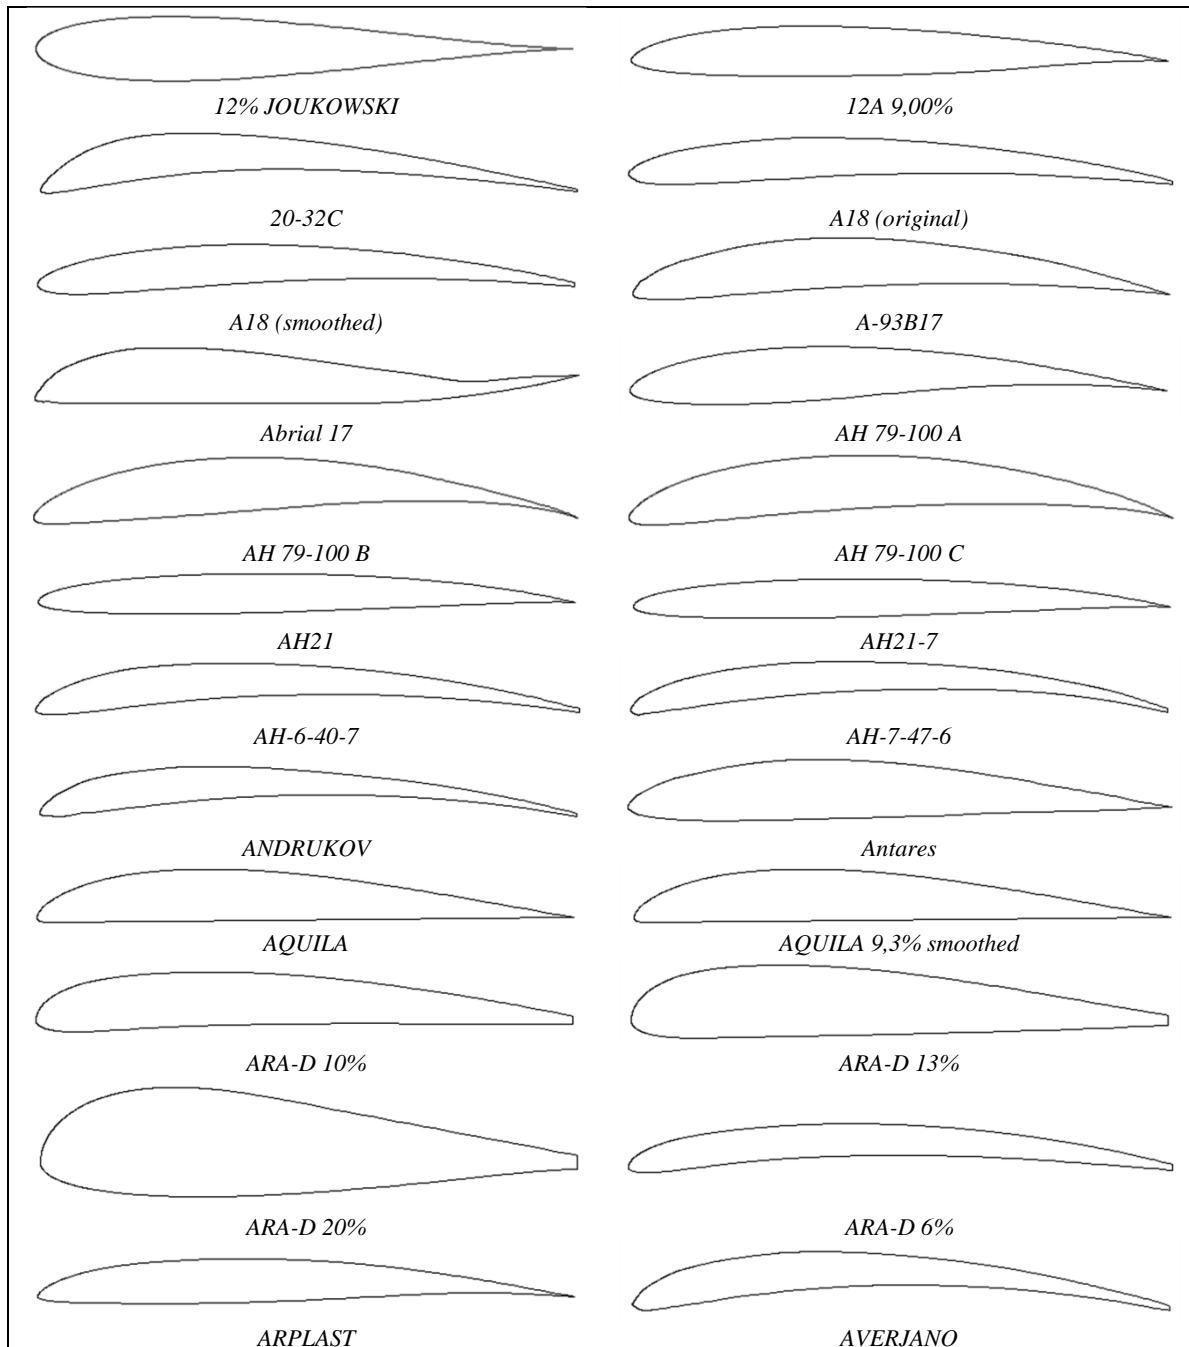 12% JOUKOWSKI
12A 9,00%
20-32C
A18 (original)
A18 (smoothed)
A-93B17
Abrial 17
AH 79-100 A
AH 79-100 B
AH 79-100 C
AH21
AH21-7
AH-6-40-7
AH-7-47-6
ANDRUKOV
Antares
AQUILA
AQUILA 9,3% smoothed
ARA-D 10%
ARA-D 13%
ARA-D 20%
ARA-D 6%
ARPLAST
AVERJANO